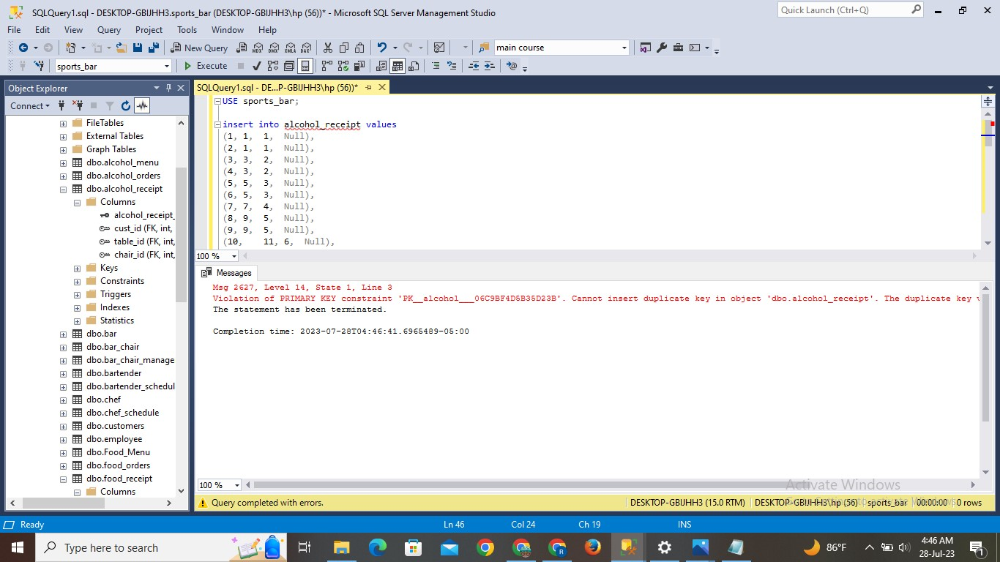 SQLQuery1.sql - DESKTOP-GBIJHH3.sports_bar (DESKTOP-GBIJHH3\hp (56))* - Microsoft SQL Server Management Studio
Quick Launch (Ctrl+Q)
File Edit View Query Project Tools Window Help
New Query
MDX DMX XMLA DAX
main course
sports_bar
Execute
Object Explorer
SQLQuery1.sql - DE...P-GBIJHH3\hp (56))*
Connect
FileTables
External Tables
Graph Tables
dbo.alcohol_menu
dbo.alcohol_orders
dbo.alcohol_receipt
Columns
alcohol_receipt_
cust_id (FK, int,
table_id (FK, int,
chair_id (FK, int,
Keys
Constraints
Triggers
Indexes
Statistics
dbo.bar
dbo.bar_chair
dbo.bar_chair_manage
dbo.bartender
dbo.bartender_schedul
dbo.chef
dbo.chef_schedule
dbo.customers
dbo.employee
dbo.Food_Menu
dbo.food_orders
dbo.food_receipt
Columns
USE sports_bar;
insert into alcohol_receipt values
(1, 1, 1, Null),
(2, 1, 1, Null),
(3, 3, 2, Null),
(4, 3, 2, Null),
(5, 5, 3, Null),
(6, 5, 3, Null),
(7, 7, 4, Null),
(8, 9, 5, Null),
(9, 9, 5, Null),
(10, 11, 6, Null),
100 %
Messages
Msg 2627, Level 14, State 1, Line 3
Violation of PRIMARY KEY constraint 'PK__alcohol___06C9BF4D5B35D23B'. Cannot insert duplicate key in object 'dbo.alcohol_receipt'. The duplicate key v
The statement has been terminated.
Completion time: 2023-07-28T04:46:41.6965489-05:00
100 %
Activate Windows
Go to Settings to activate Windows.
Query completed with errors.
DESKTOP-GBIJHH3 (15.0 RTM)
DESKTOP-GBIJHH3\hp (56)
sports_bar
00:00:00
0 rows
Ready
Ln 46
Col 24
Ch 19
INS
Type here to search
86°F
4:46 AM
28-Jul-23
1